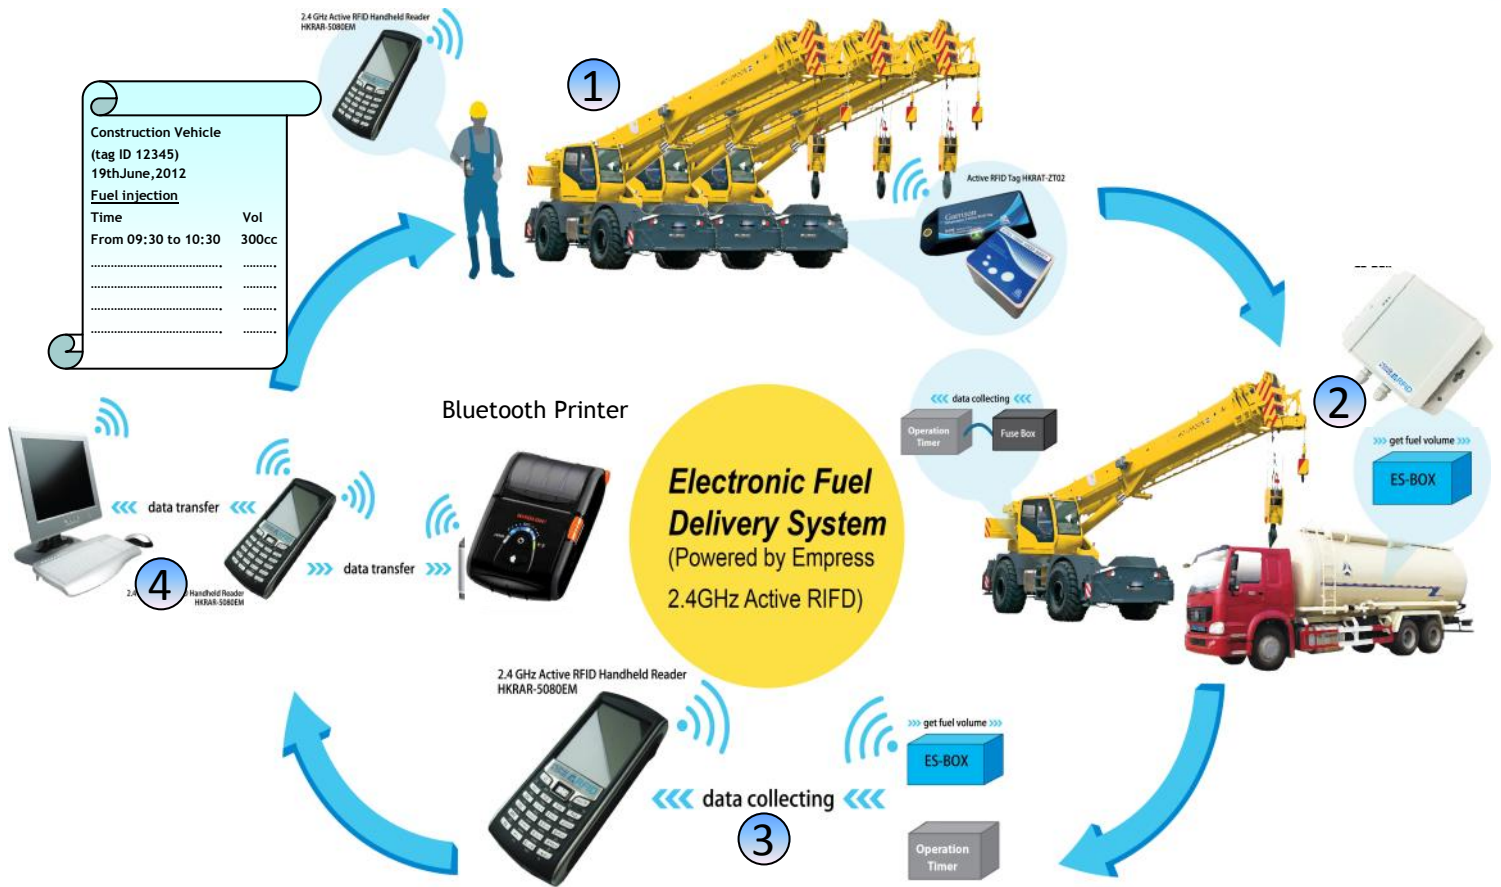 2.4 GHz Active RFID Handheld Reader
HKRAR-5080EM
1
Construction Vehicle
(tag ID 12345)
19thJune,2012
Fuel injection
Time Vol
From 09:30 to 10:30 300cc
Active RFID Tag HKRAT-ZT02
Garrison
2
<<< data collecting <<<
Operation
Timer
Fuse Box
>>> get fuel volume >>>
ES-BOX
Bluetooth Printer
Electronic Fuel
Delivery System
(Powered by Empress
2.4GHz Active RIFD)
<<< data transfer <<<
>>> data transfer >>>
4
2.4
Handheld Reader
HKRAR-5080EM
2.4 GHz Active RFID Handheld Reader
HKRAR-5080EM
>>> get fuel volume >>>
ES-BOX
<<< data collecting <<<
3
Operation
Timer